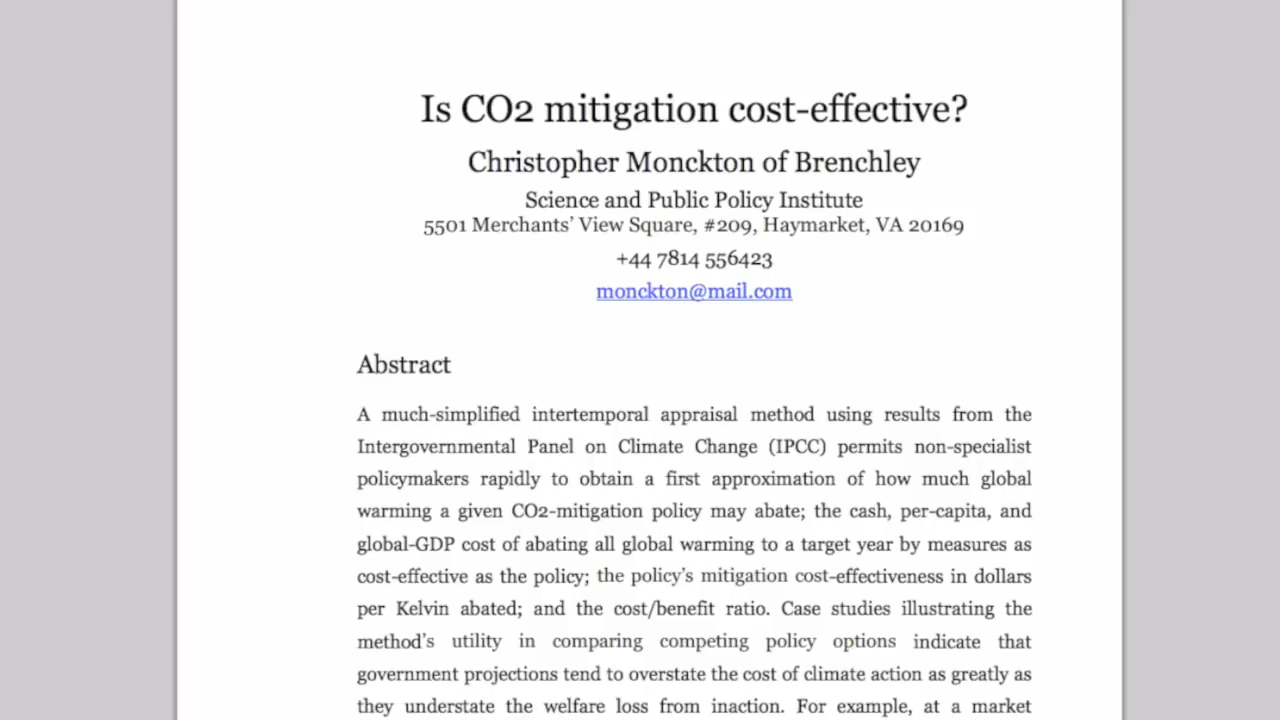 Is CO2 mitigation cost-effective?
Christopher Monckton of Brenchley
Science and Public Policy Institute
5501 Merchants’ View Square, #209, Haymarket, VA 20169
+44 7814 556423
monckton@mail.com
Abstract
A much-simplified intertemporal appraisal method using results from the
Intergovernmental Panel on Climate Change (IPCC) permits non-specialist
policymakers rapidly to obtain a first approximation of how much global
warming a given CO2-mitigation policy may abate; the cash, per-capita, and
global-GDP cost of abating all global warming to a target year by measures as
cost-effective as the policy; the policy’s mitigation cost-effectiveness in dollars
per Kelvin abated; and the cost/benefit ratio. Case studies illustrating the
method’s utility in comparing competing policy options indicate that
government projections tend to overstate the cost of climate action as greatly as
they understate the welfare loss from inaction. For example, at a market